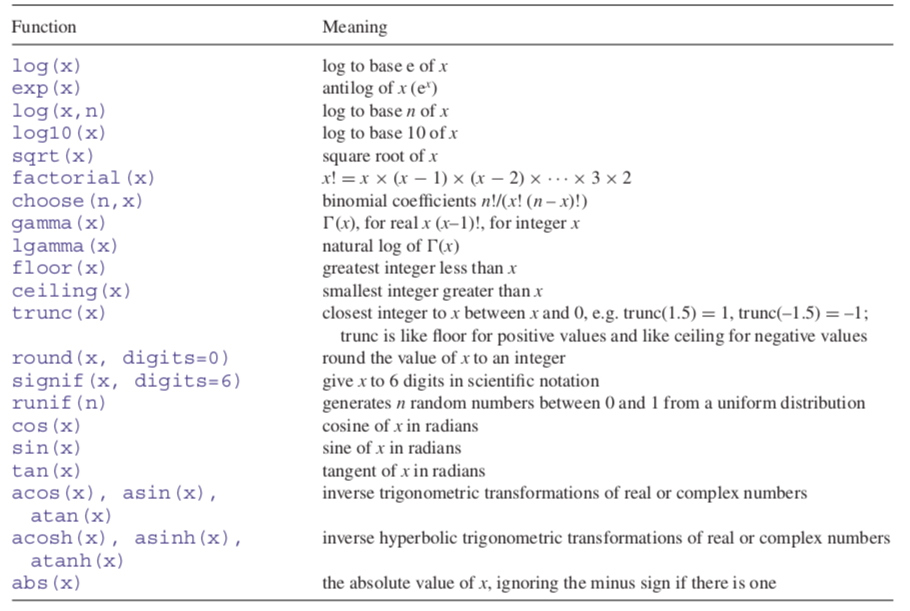 Function Meaning
log(x) log to base e of x
exp(x) antilog of x (eˣ)
log(x,n) log to base n of x
log10(x) log to base 10 of x
sqrt(x) square root of x
factorial(x) x! = x × (x − 1) × (x − 2) × ··· × 3 × 2
choose(n,x) binomial coefficients n!/(x! (n − x)!)
gamma(x) Γ(x), for real x (x–1)!, for integer x
lgamma(x) natural log of Γ(x)
floor(x) greatest integer less than x
ceiling(x) smallest integer greater than x
trunc(x) closest integer to x between x and 0, e.g. trunc(1.5) = 1, trunc(−1.5) = −1;
trunc is like floor for positive values and like ceiling for negative values
round(x, digits=0) round the value of x to an integer
signif(x, digits=6) give x to 6 digits in scientific notation
runif(n) generates n random numbers between 0 and 1 from a uniform distribution
cos(x) cosine of x in radians
sin(x) sine of x in radians
tan(x) tangent of x in radians
acos(x), asin(x), inverse trigonometric transformations of real or complex numbers
atan(x)
acosh(x), asinh(x), inverse hyperbolic trigonometric transformations of real or complex numbers
atanh(x)
abs(x) the absolute value of x, ignoring the minus sign if there is one